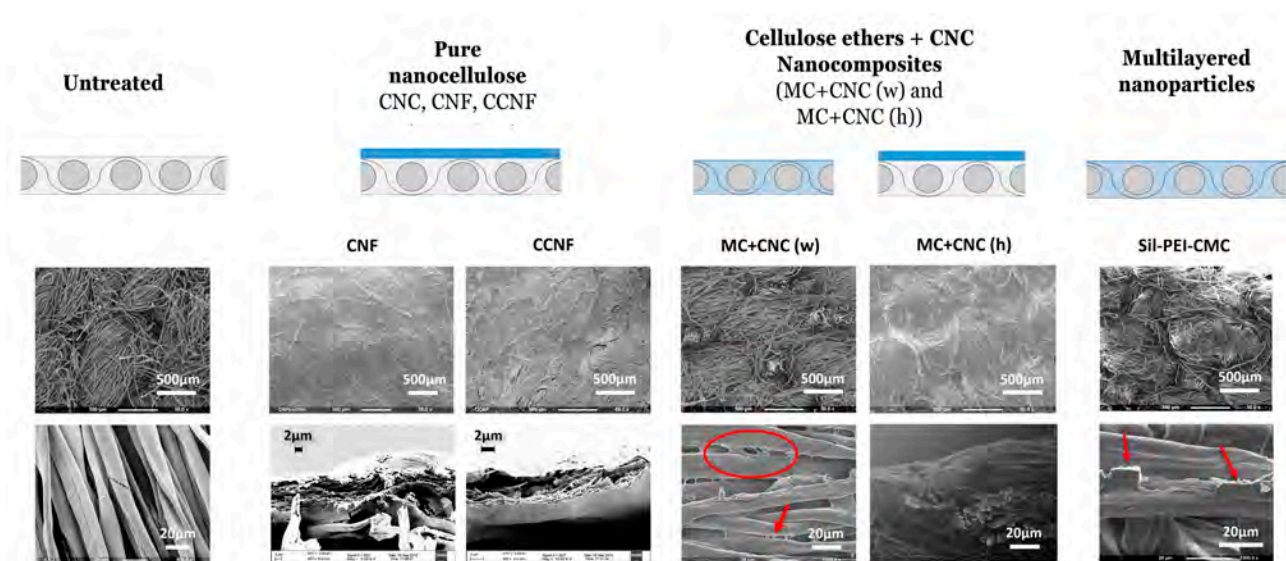 Untreated
Pure
nanocellulose
CNC, CNF, CCNF
Cellulose ethers + CNC
Nanocomposites
(MC+CNC (w) and
MC+CNC (h))
Multilayered
nanoparticles
CNF
CCNF
MC+CNC (w)
MC+CNC (h)
Sil-PEI-CMC
500µm
500µm
500µm
500µm
500µm
500µm
20µm
2µm
2µm
20µm
20µm
20µm